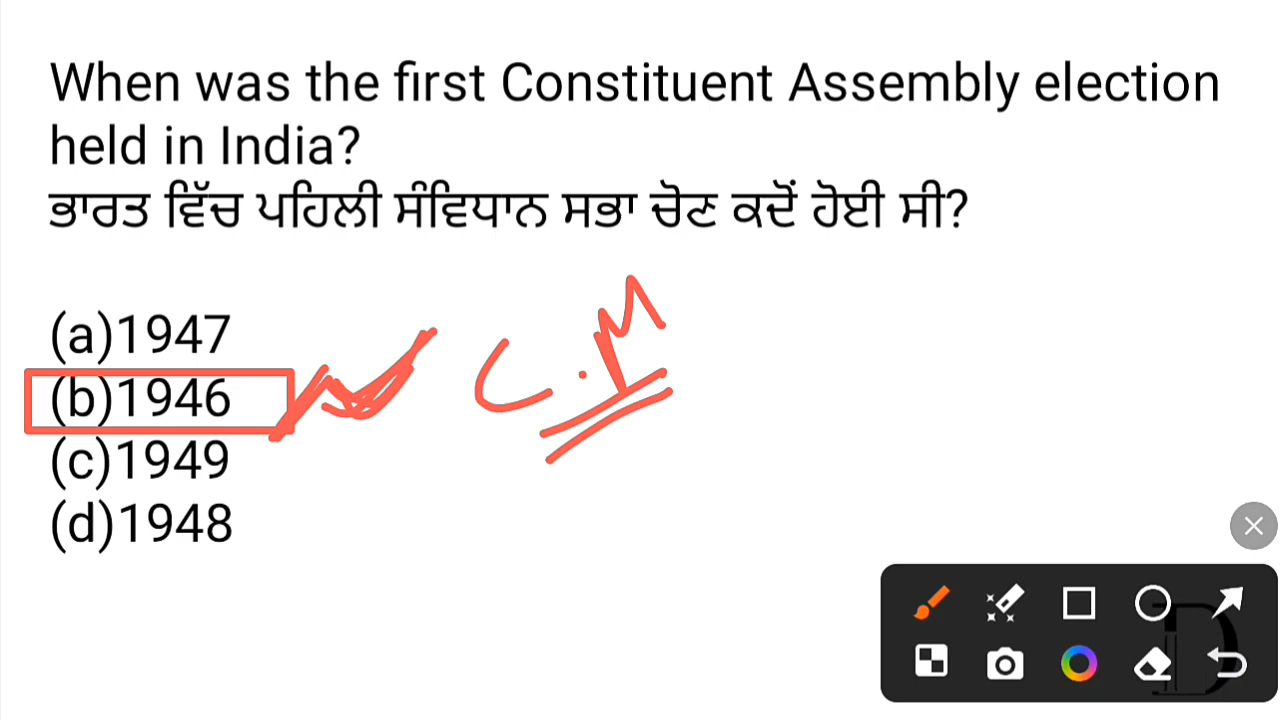 When was the first Constituent Assembly election
held in India?
ਭਾਰਤ ਵਿੱਚ ਪਹਿਲੀ ਸੰਵਿਧਾਨ ਸਭਾ ਚੋਣ ਕਦੋਂ ਹੋਈ ਸੀ?
(a)1947
(b)1946
C.M
(c)1949
(d)1948